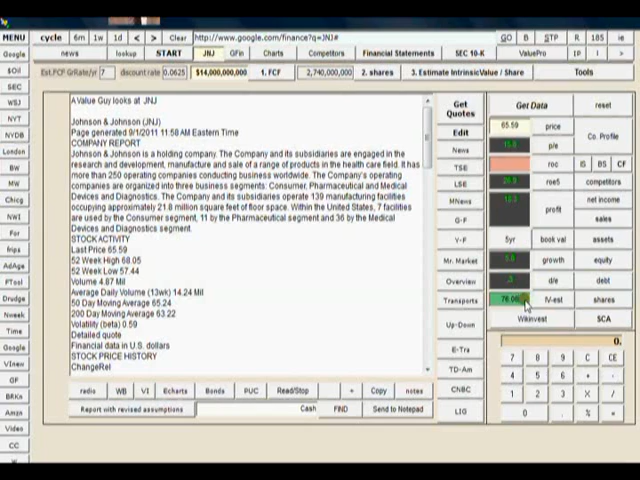 MENU cycle 6m 1w 1d < > Clear http://www.google.com/finance?q=JNJ# GO B STP R 185 ie
Google news lookup START JNJ GFin Charts Competitors Financial Statements SEC 10-K ValuePro IP I >
$Oil Est.FCF GrRate/yr 7 discount rate 0.0625 $14,000,000,000 1. FCF 2,740,000,000 2. shares 3. Estimate IntrinsicValue / Share Tools
SEC
WSJ
NYT
NYDB
London
BW
MW
Chicg
NWI
For
frips
AdAge
PTool
Drudge
Nweek
Time
Google
VInew
GF
BRKs
Amzn
Video
CC
A Value Guy looks at JNJ
Johnson & Johnson (JNJ)
Page generated 9/1/2011 11:58 AM Eastern Time
COMPANY REPORT
Johnson & Johnson is a holding company. The Company and its subsidiaries are engaged in the
research and development, manufacture and sale of a range of products in the health care field. It has
more than 250 operating companies conducting business worldwide. The Company's operating
companies are organized into three business segments: Consumer, Pharmaceutical and Medical
Devices and Diagnostics. The Company and its subsidiaries operate 139 manufacturing facilities
occupying approximately 21.8 million square feet of floor space. Within the United States, 7 facilities
are used by the Consumer segment, 11 by the Pharmaceutical segment and 36 by the Medical
Devices and Diagnostics segment.
STOCK ACTIVITY
Last Price 65.59
52 Week High 68.05
52 Week Low 57.44
Volume 4.87 Mil
Average Daily Volume (13wk) 14.24 Mil
50 Day Moving Average 65.24
200 Day Moving Average 63.22
Volatility (beta) 0.59
Detailed quote
Financial data in U.S. dollars
STOCK PRICE HISTORY
ChangeRel
radio WB VI Echarts Bonds PUC Read/Stop + Copy notes
Report with revised assumptions Cash FIND Send to Notepad
Get
Quotes
Edit
News
TSE
LSE
MNews
G-F
Y-F
Mr. Market
Overview
Transports
Up-Down
E-Tra
TD-Am
CNBC
LIG
Get Data reset
65.59 price Co. Profile
p/e
roc IS BS CF
roe5 competitors
profit net income
sales
5yr book val assets
growth equity
d/e debt
IV-est shares
Wikinvest SCA
0.
7 8 9 C CE
4 5 6 + -
1 2 3 X /
0 . % =